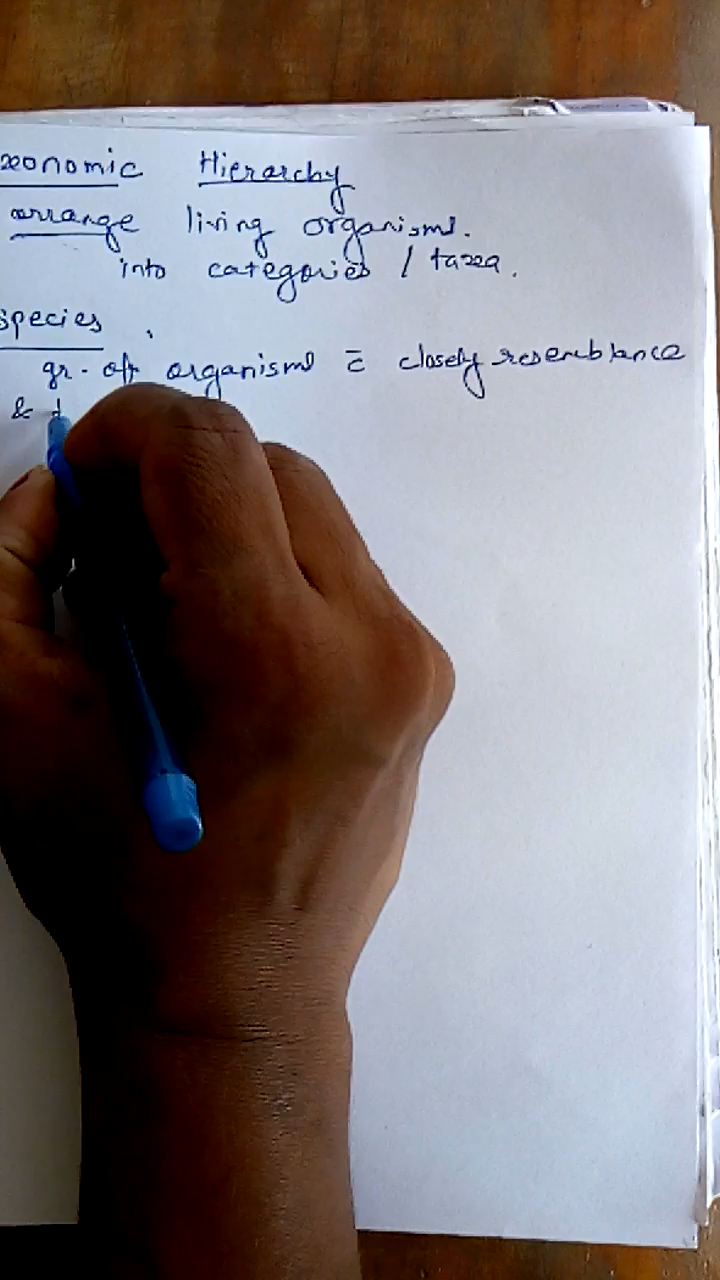 xonomic Hierarchy
arrange living organisms.
into categories / taxa.
species.
gr. of organisms c̄ closely resemblance
&